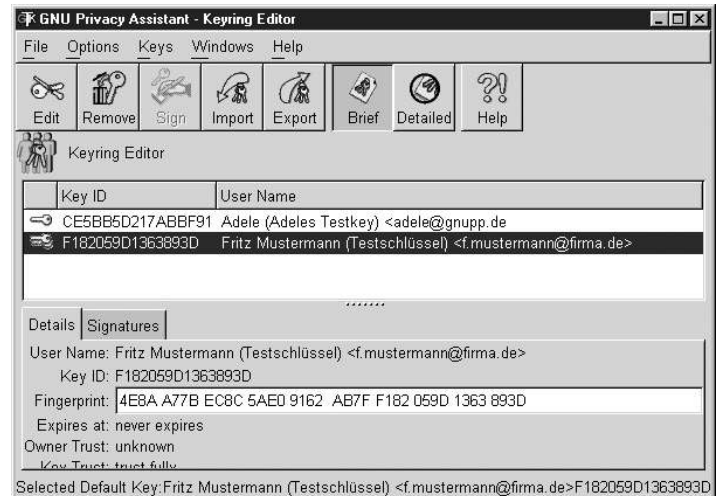 GNU Privacy Assistant - Keyring Editor
File Options Keys Windows Help
Edit Remove Sign Import Export Brief Detailed Help
Keyring Editor
Key ID User Name
CE5BB5D217ABBF91 Adele (Adeles Testkey) <adele@gnupp.de
F182059D1363893D Fritz Mustermann (Testschlüssel) <f.mustermann@firma.de>
Details Signatures
User Name: Fritz Mustermann (Testschlüssel) <f.mustermann@firma.de>
Key ID: F182059D1363893D
Fingerprint: 4E8A A77B EC8C 5AE0 9162 AB7F F182 059D 1363 893D
Expires at: never expires
Owner Trust: unknown
Key Trust: trust fully
Selected Default Key:Fritz Mustermann (Testschlüssel) <f.mustermann@firma.de>F182059D1363893D